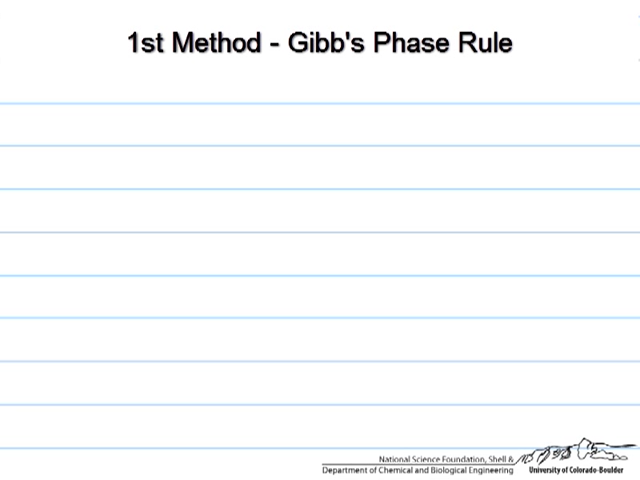 1st Method - Gibb's Phase Rule
National Science Foundation, Shell &
Department of Chemical and Biological Engineering
University of Colorado-Boulder